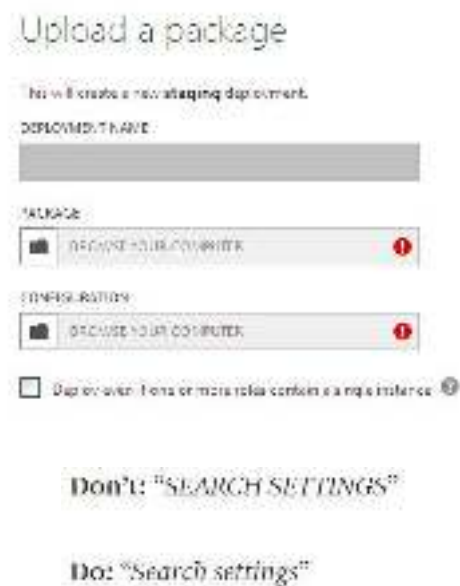 Upload a package
This will create a new staging deployment.
DEPLOYMENT NAME
PACKAGE
BROWSE YOUR COMPUTER
CONFIGURATION
BROWSE YOUR COMPUTER
Deploy even if one or more roles contain a single instance
Don't: "SEARCH SETTINGS"
Do: "Search settings"